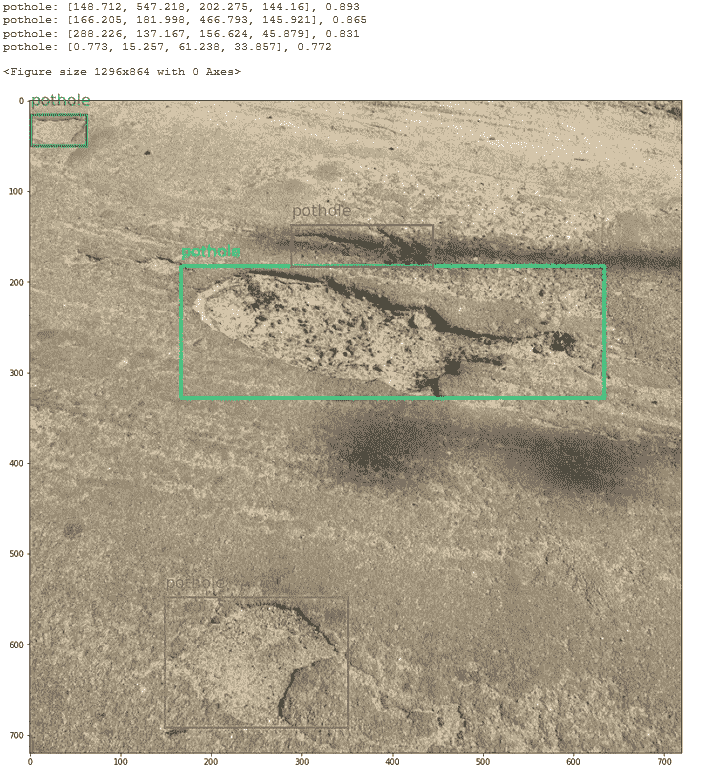 pothole: [148.712, 547.218, 202.275, 144.16], 0.893
pothole: [166.205, 181.998, 466.793, 145.921], 0.865
pothole: [288.226, 137.167, 156.624, 45.879], 0.831
pothole: [0.773, 15.257, 61.238, 33.857], 0.772
<Figure size 1296x864 with 0 Axes>
pothole
0
100
pothole
pothole
200
300
400
500
pothole
600
700
0 100 200 300 400 500 600 700